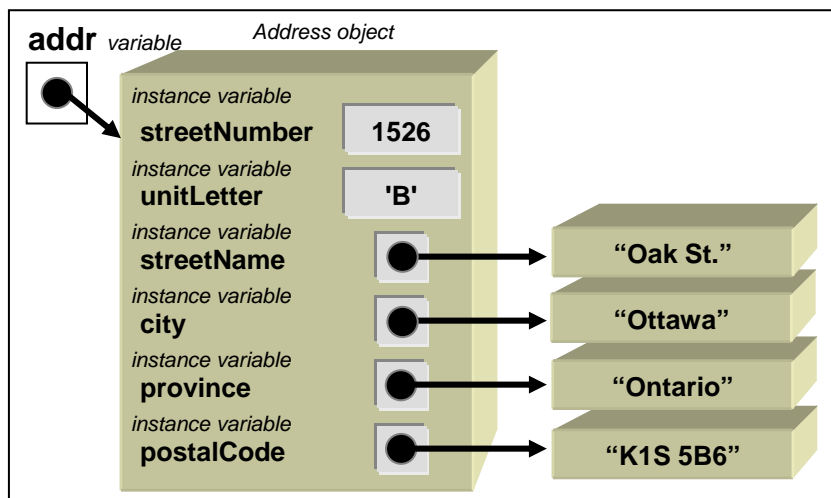 addr variable
Address object
instance variable
streetNumber 1526
instance variable
unitLetter 'B'
instance variable
streetName “Oak St.”
instance variable
city “Ottawa”
instance variable
province “Ontario”
instance variable
postalCode “K1S 5B6”